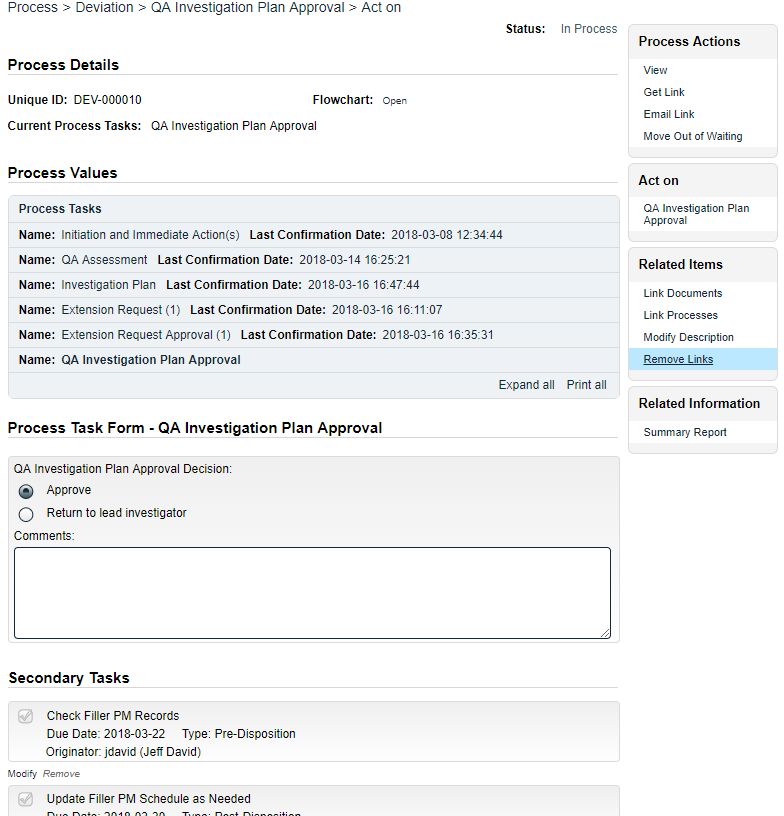 Process > Deviation > QA Investigation Plan Approval > Act on
Status: In Process
Process Details
Unique ID: DEV-000010 Flowchart: Open
Current Process Tasks: QA Investigation Plan Approval
Process Values
Process Tasks
Name: Initiation and Immediate Action(s) Last Confirmation Date: 2018-03-08 12:34:44
Name: QA Assessment Last Confirmation Date: 2018-03-14 16:25:21
Name: Investigation Plan Last Confirmation Date: 2018-03-16 16:47:44
Name: Extension Request (1) Last Confirmation Date: 2018-03-16 16:11:07
Name: Extension Request Approval (1) Last Confirmation Date: 2018-03-16 16:35:31
Name: QA Investigation Plan Approval
Expand all Print all
Process Task Form - QA Investigation Plan Approval
QA Investigation Plan Approval Decision:
Approve
Return to lead investigator
Comments:
Secondary Tasks
Check Filler PM Records
Due Date: 2018-03-22 Type: Pre-Disposition
Originator: jdavid (Jeff David)
Modify Remove
Update Filler PM Schedule as Needed
Due Date: 2018-03-30 Type: Post-Disposition
Process Actions
View
Get Link
Email Link
Move Out of Waiting
Act on
QA Investigation Plan
Approval
Related Items
Link Documents
Link Processes
Modify Description
Remove Links
Related Information
Summary Report